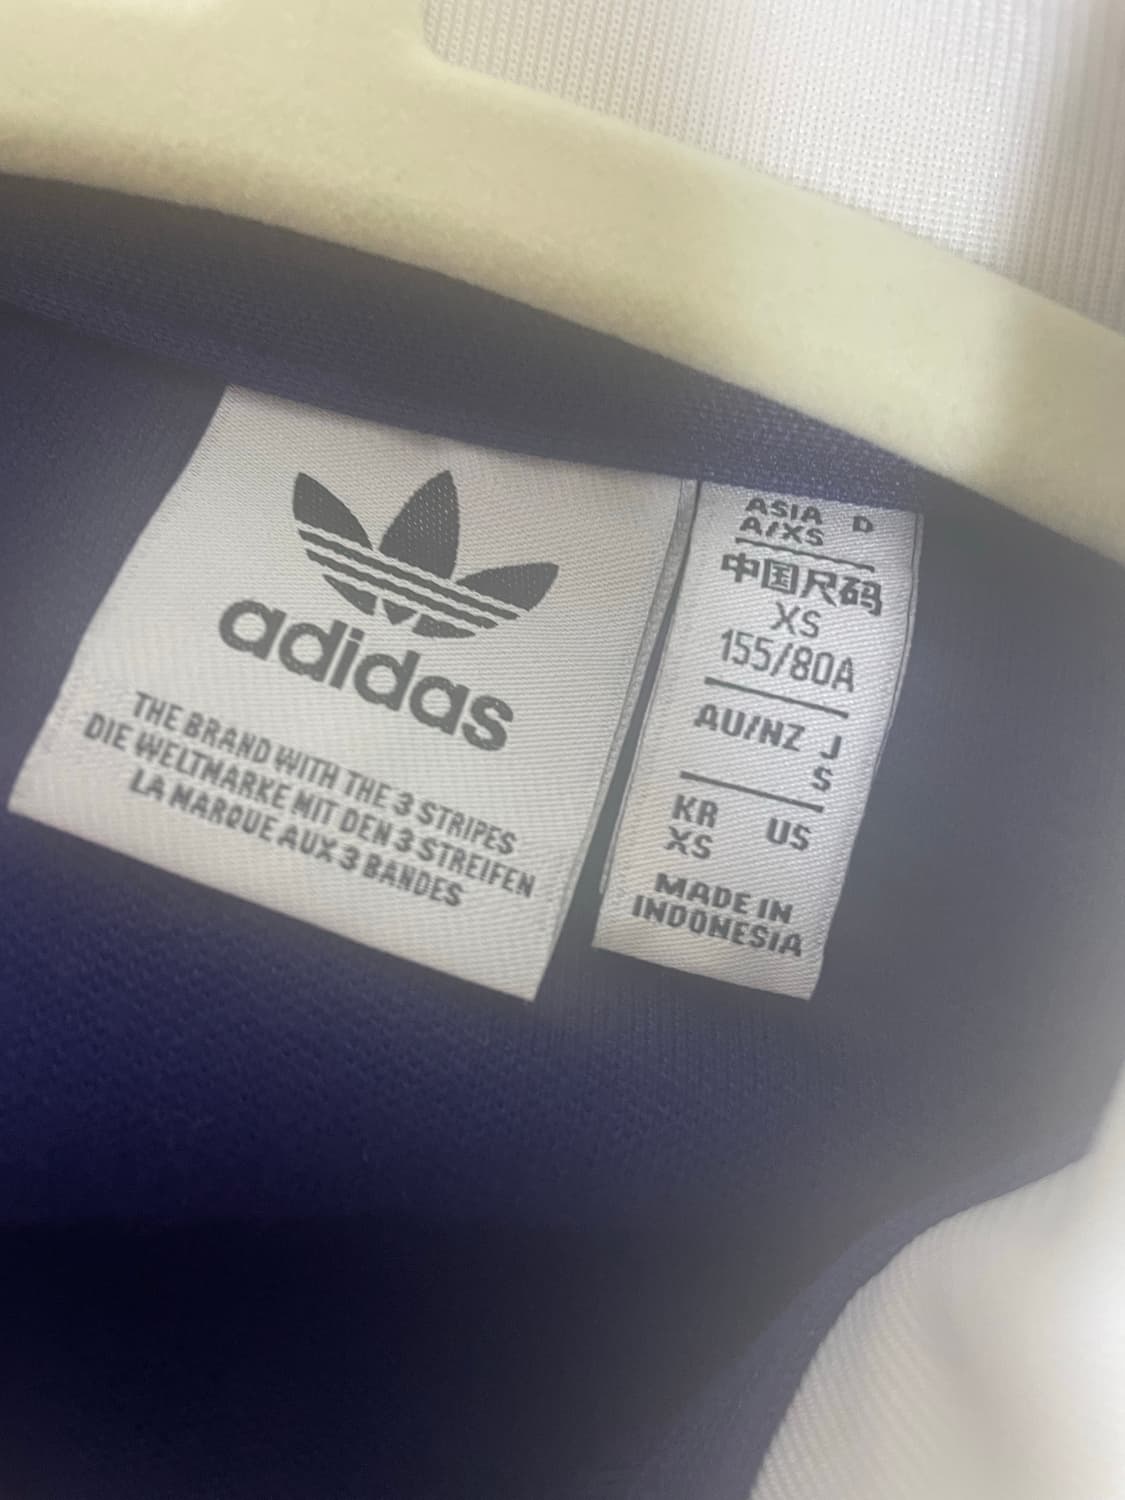 adidas
THE BRAND WITH THE 3 STRIPES
DIE WELTMARKE MIT DEN 3 STREIFEN
LA MARQUE AUX 3 BANDES
ASIA D
A/XS
中国尺码
XS
155/80A
AU/NZ J
S
KR US
XS
MADE IN
INDONESIA